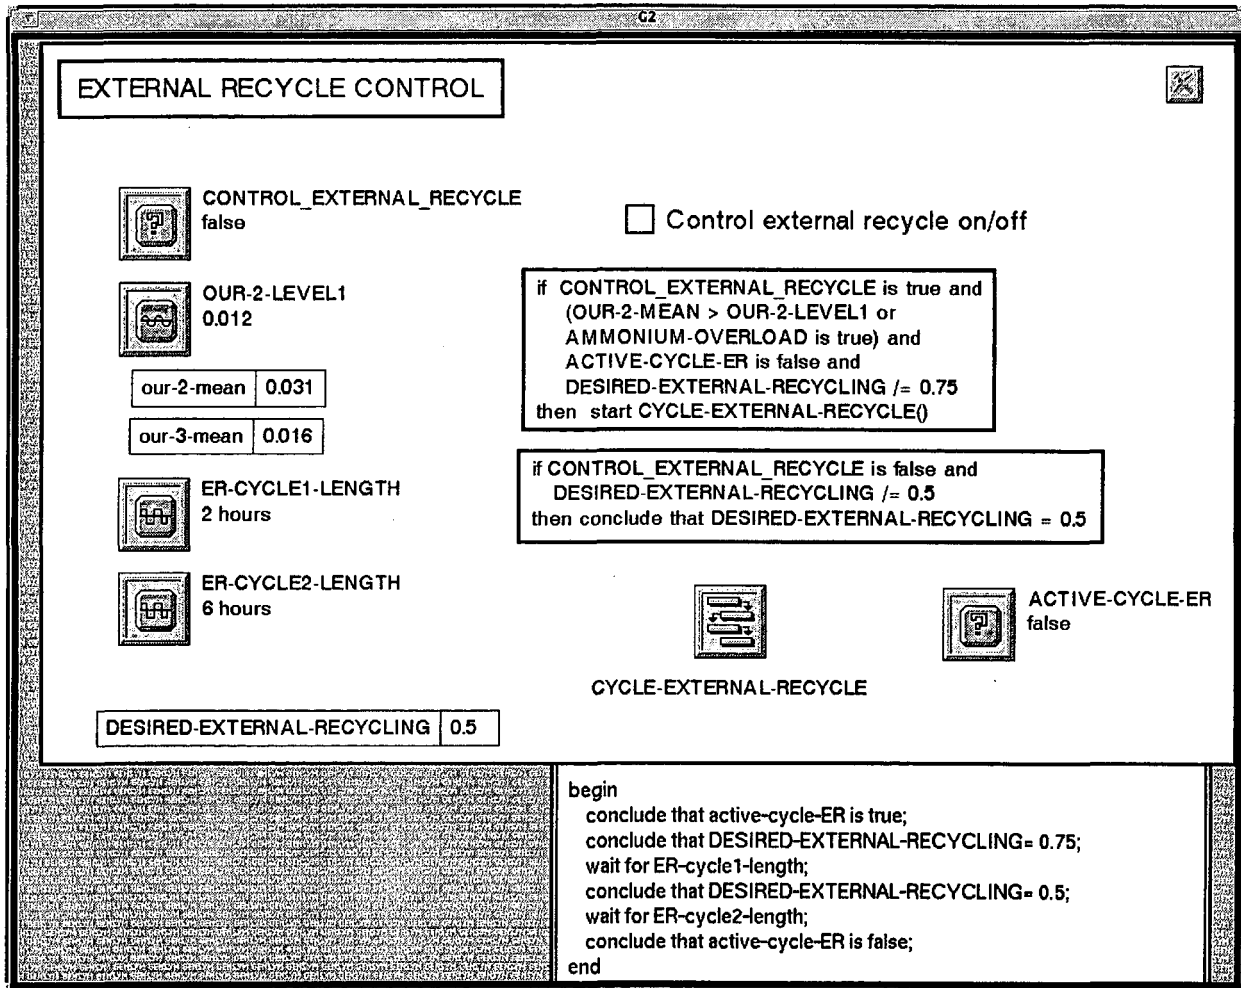 G2
EXTERNAL RECYCLE CONTROL
CONTROL_EXTERNAL_RECYCLE
false
Control external recycle on/off
OUR-2-LEVEL1
0.012
our-2-mean 0.031
our-3-mean 0.016
ER-CYCLE1-LENGTH
2 hours
ER-CYCLE2-LENGTH
6 hours
if CONTROL_EXTERNAL_RECYCLE is true and
(OUR-2-MEAN > OUR-2-LEVEL1 or
AMMONIUM-OVERLOAD is true) and
ACTIVE-CYCLE-ER is false and
DESIRED-EXTERNAL-RECYCLING /= 0.75
then start CYCLE-EXTERNAL-RECYCLE()
if CONTROL_EXTERNAL_RECYCLE is false and
DESIRED-EXTERNAL-RECYCLING /= 0.5
then conclude that DESIRED-EXTERNAL-RECYCLING = 0.5
CYCLE-EXTERNAL-RECYCLE
ACTIVE-CYCLE-ER
false
DESIRED-EXTERNAL-RECYCLING 0.5
begin
conclude that active-cycle-ER is true;
conclude that DESIRED-EXTERNAL-RECYCLING= 0.75;
wait for ER-cycle1-length;
conclude that DESIRED-EXTERNAL-RECYCLING= 0.5;
wait for ER-cycle2-length;
conclude that active-cycle-ER is false;
end